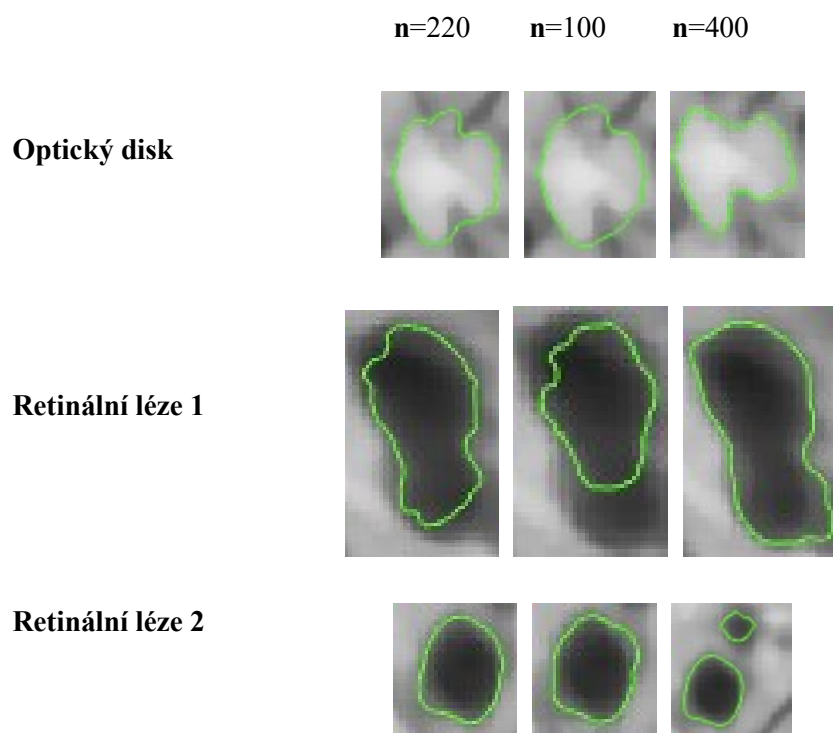 n=220 n=100 n=400
Optický disk
Retinální léze 1
Retinální léze 2